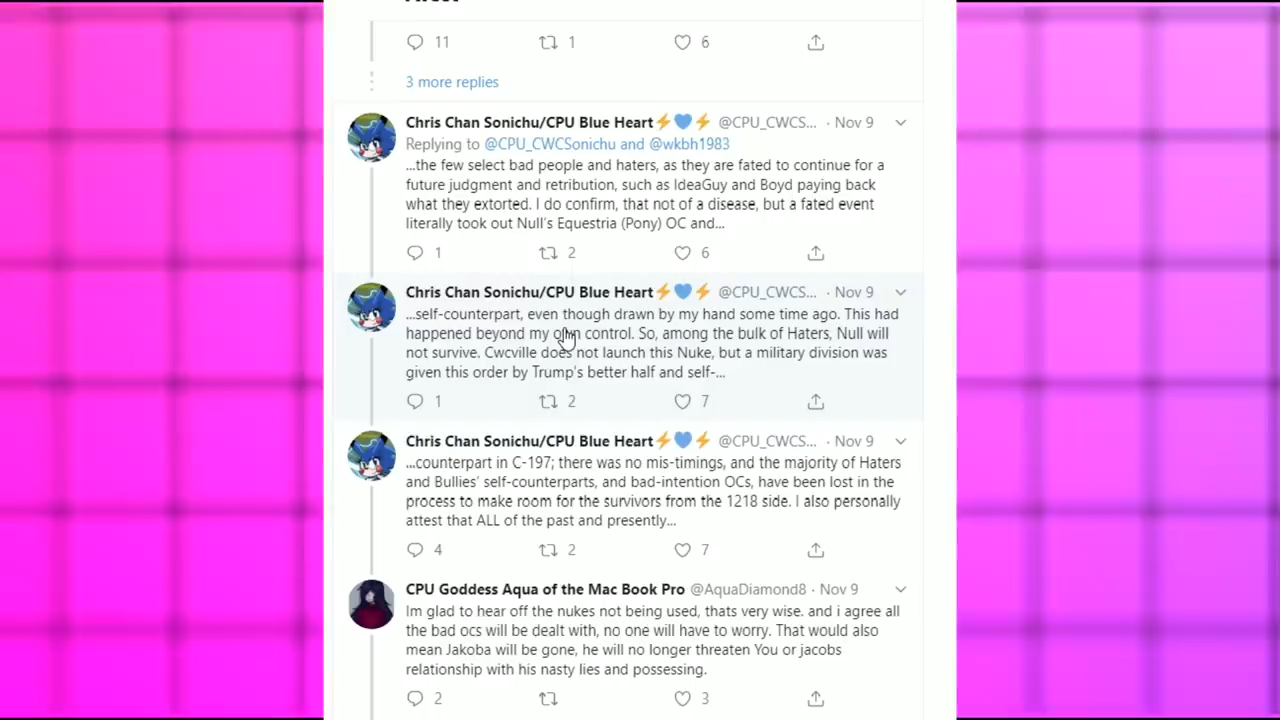 11 1 6
3 more replies
Chris Chan Sonichu/CPU Blue Heart⚡💙⚡ @CPU_CWCS... · Nov 9
Replying to @CPU_CWCSonichu and @wkbh1983
...the few select bad people and haters, as they are fated to continue for a
future judgment and retribution, such as IdeaGuy and Boyd paying back
what they extorted. I do confirm, that not of a disease, but a fated event
literally took out Null's Equestria (Pony) OC and...
1 2 6
Chris Chan Sonichu/CPU Blue Heart⚡💙⚡ @CPU_CWCS... · Nov 9
...self-counterpart, even though drawn by my hand some time ago. This had
happened beyond my own control. So, among the bulk of Haters, Null will
not survive. Cwcville does not launch this Nuke, but a military division was
given this order by Trump's better half and self-...
1 2 7
Chris Chan Sonichu/CPU Blue Heart⚡💙⚡ @CPU_CWCS... · Nov 9
...counterpart in C-197; there was no mis-timings, and the majority of Haters
and Bullies' self-counterparts, and bad-intention OCs, have been lost in the
process to make room for the survivors from the 1218 side. I also personally
attest that ALL of the past and presently...
4 2 7
CPU Goddess Aqua of the Mac Book Pro @AquaDiamond8 · Nov 9
Im glad to hear off the nukes not being used, thats very wise. and i agree all
the bad ocs will be dealt with, no one will have to worry. That would also
mean Jakoba will be gone, he will no longer threaten You or jacobs
relationship with his nasty lies and possessing.
2 3